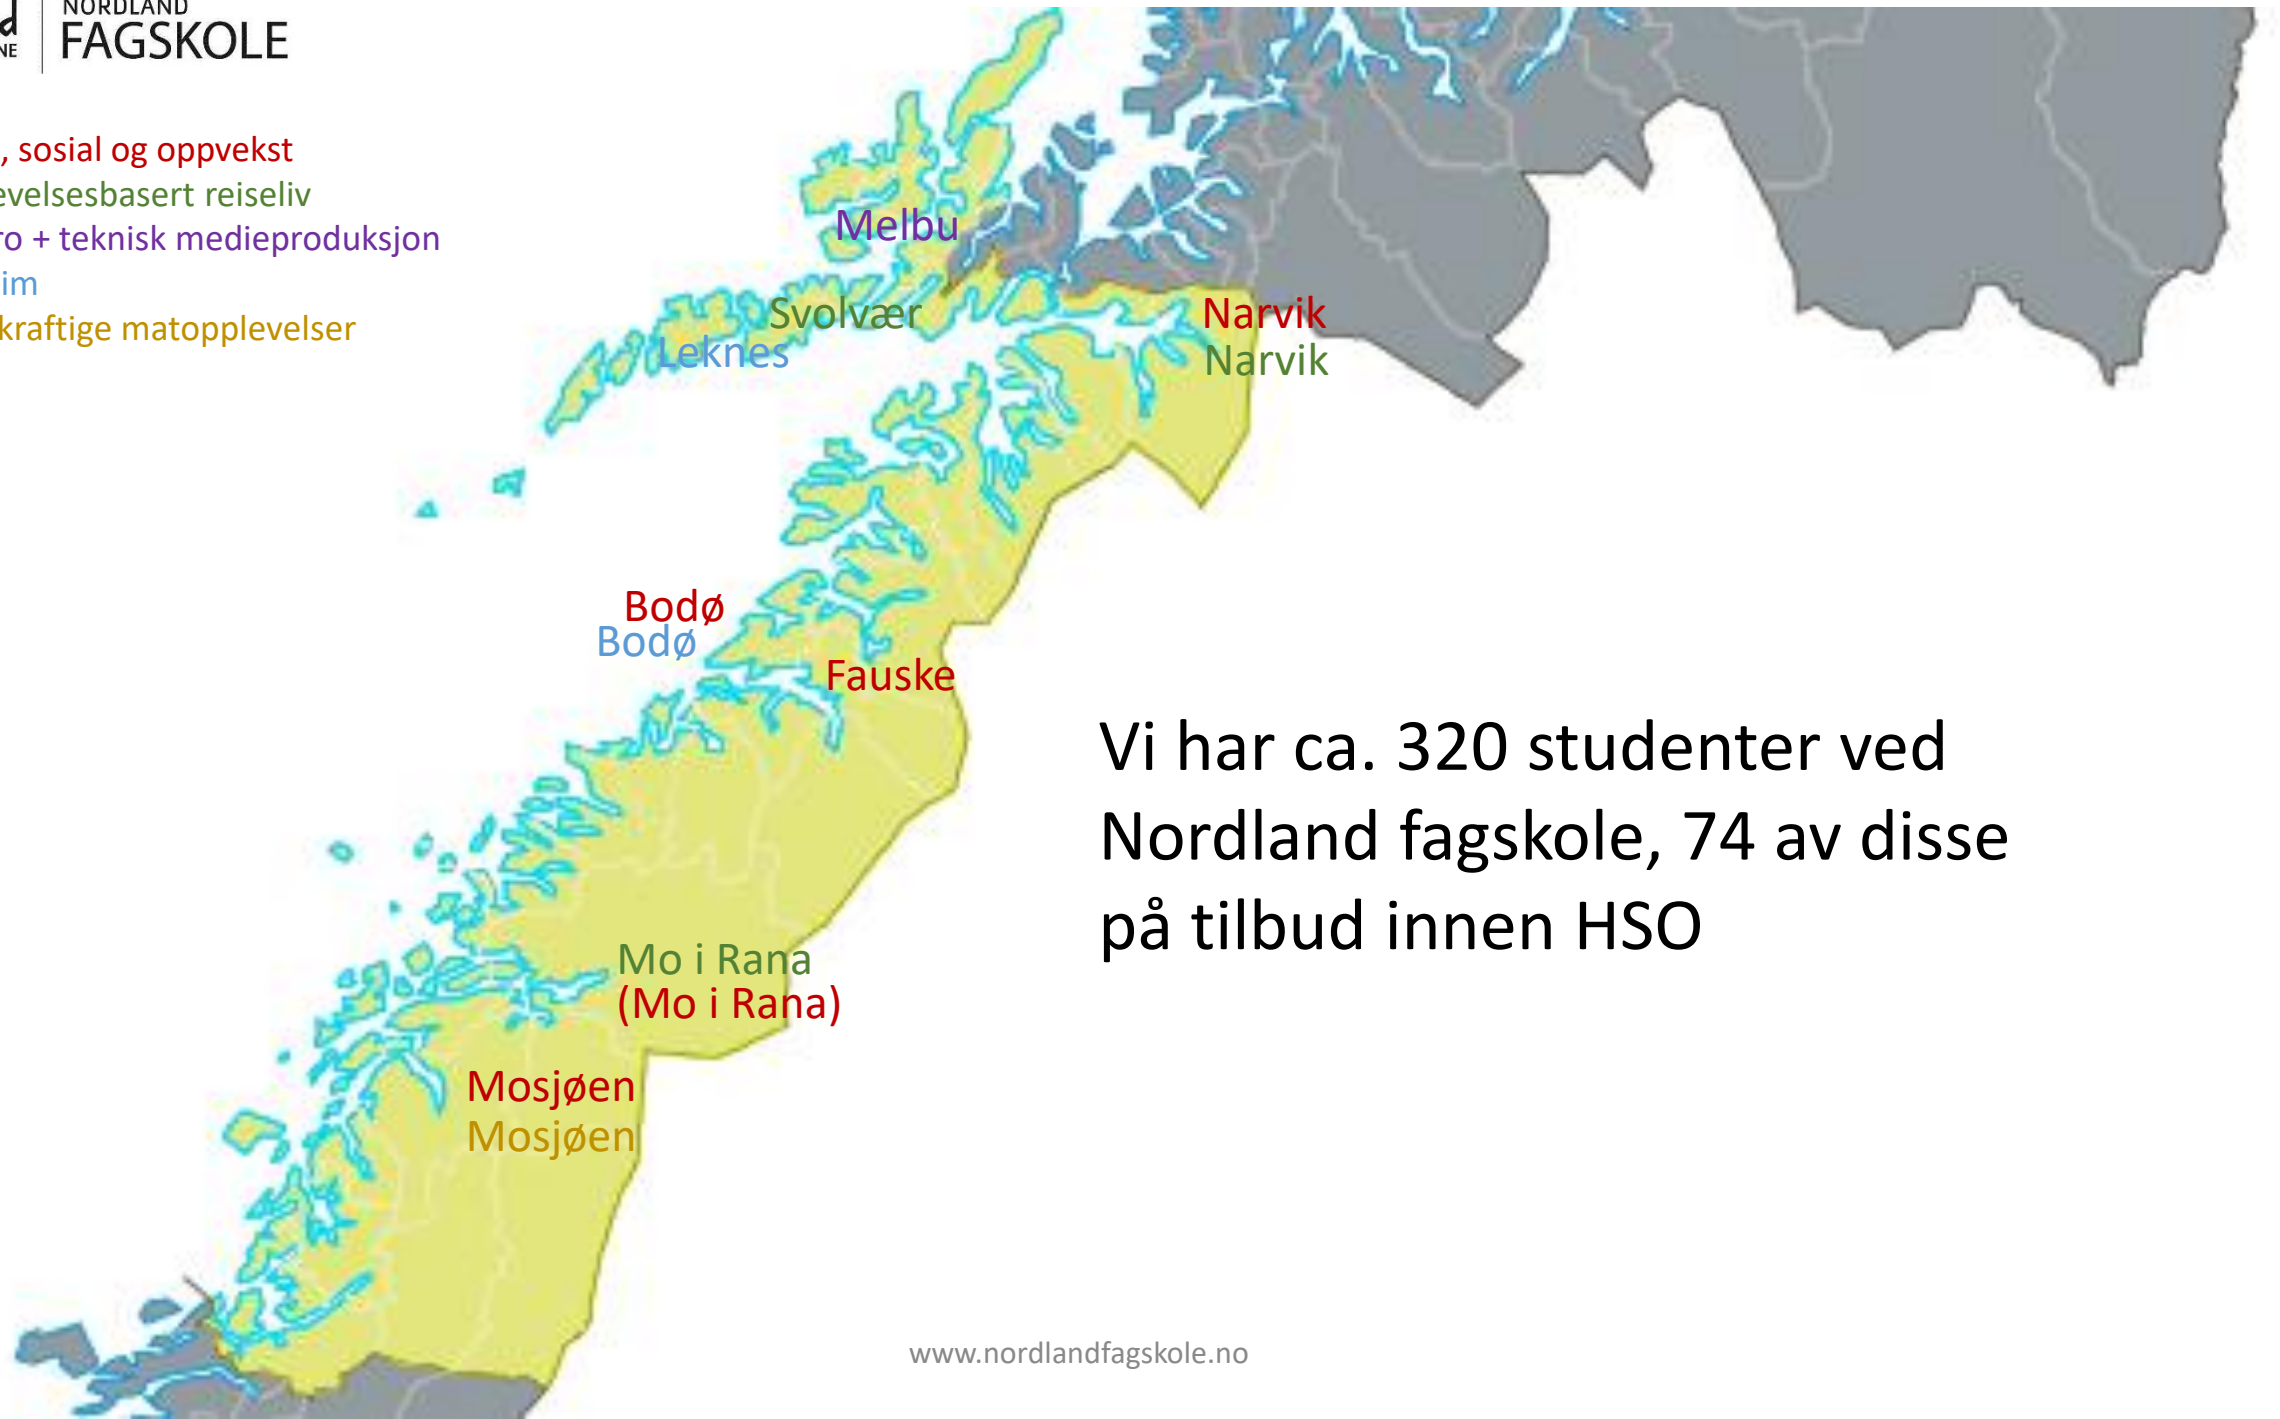 NORDLAND
FAGSKOLE
NE
, sosial og oppvekst
evelsesbasert reiseliv
ro + teknisk medieproduksjon
im
kraftige matopplevelser
Melbu
Svolvær
Leknes
Narvik
Narvik
Bodø
Bodø
Fauske
Vi har ca. 320 studenter ved
Nordland fagskole, 74 av disse
på tilbud innen HSO
Mo i Rana
(Mo i Rana)
Mosjøen
Mosjøen
www.nordlandfagskole.no